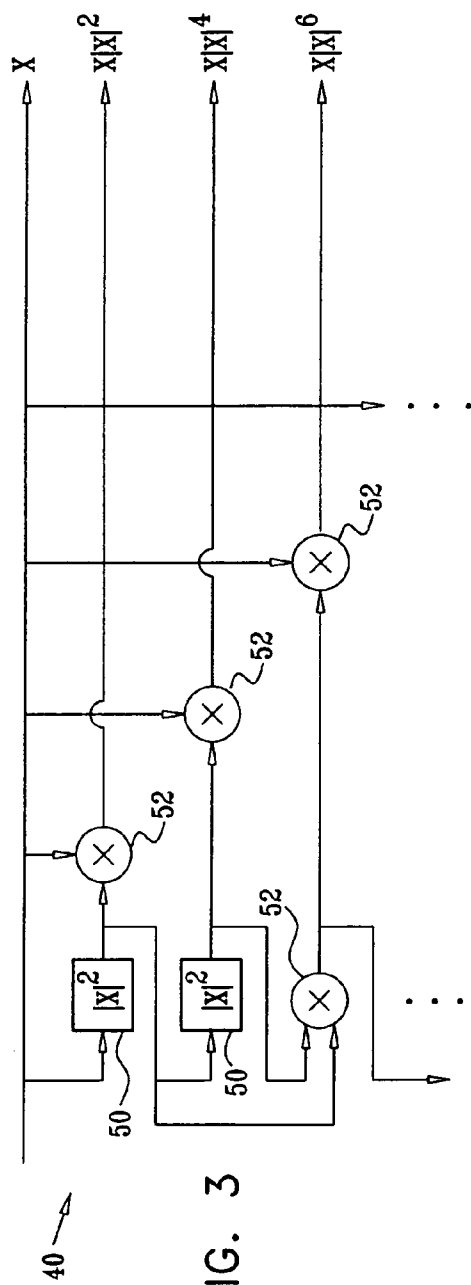 X
X|X|²
X|X|⁴
X|X|⁶
52
52
52
52
|X|²
|X|²
50
50
. . .
. . .
40
IG. 3